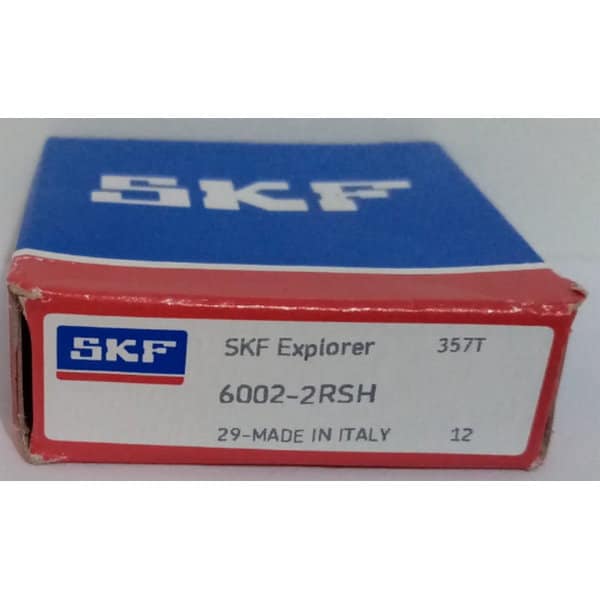 SKF
SKF
SKF Explorer 357T
6002-2RSH
29-MADE IN ITALY 12